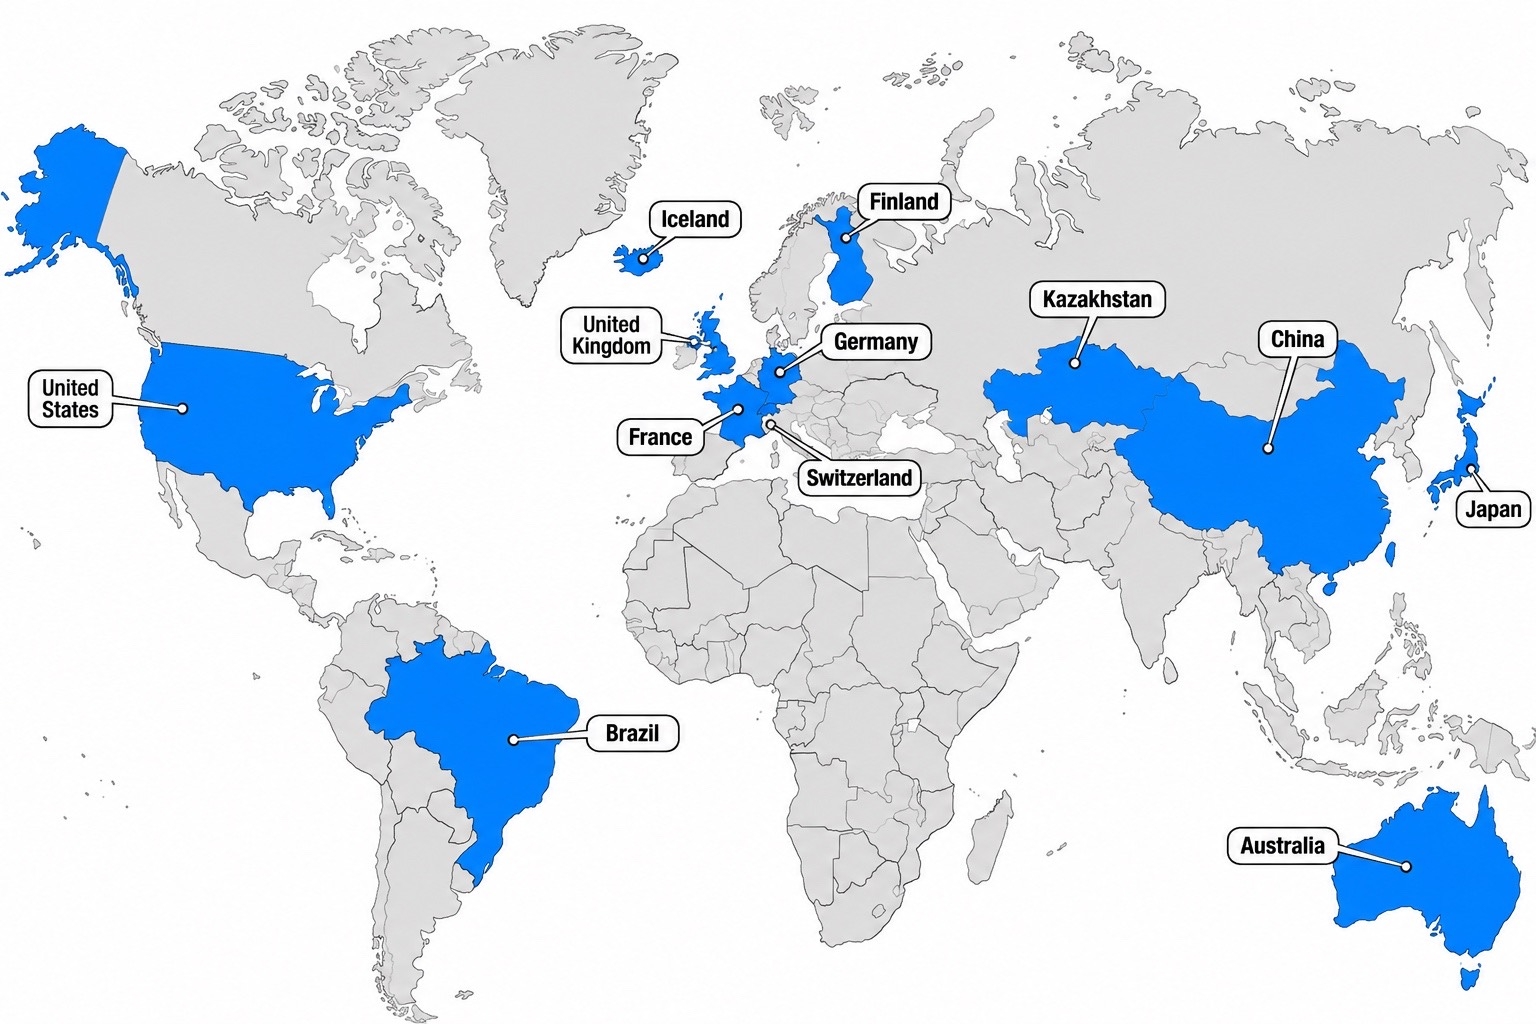 Finland
Iceland
Kazakhstan
United
Kingdom
Germany
China
United
States
France
Switzerland
Japan
Brazil
Australia